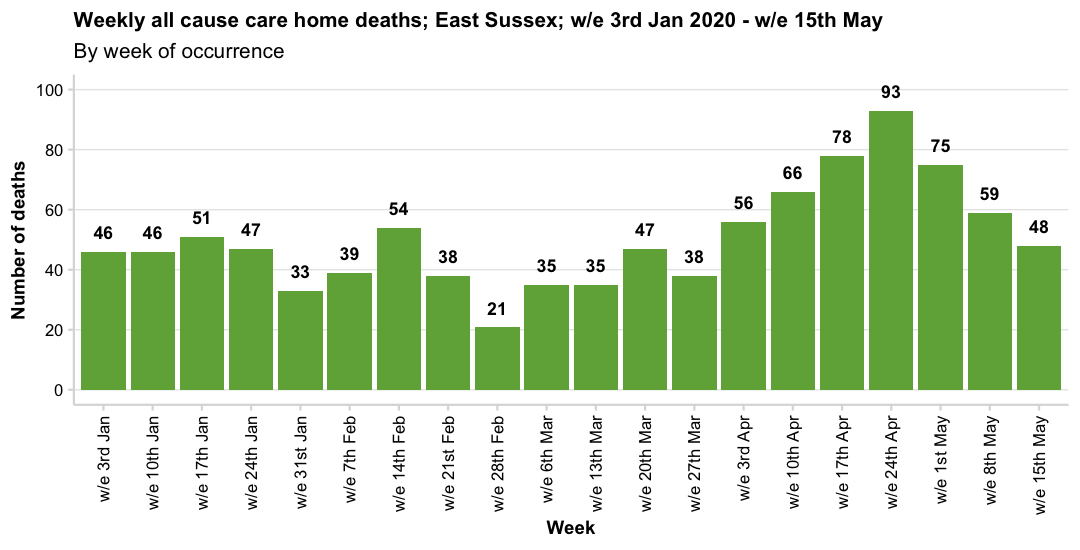 Weekly all cause care home deaths; East Sussex; w/e 3rd Jan 2020 - w/e 15th May
By week of occurrence
Number of deaths
100
80
60
40
20
0
46
46
51
47
33
39
54
38
21
35
35
47
38
56
66
78
93
75
59
48
w/e 3rd Jan
w/e 10th Jan
w/e 17th Jan
w/e 24th Jan
w/e 31st Jan
w/e 7th Feb
w/e 14th Feb
w/e 21st Feb
w/e 28th Feb
w/e 6th Mar
w/e 13th Mar
w/e 20th Mar
w/e 27th Mar
w/e 3rd Apr
w/e 10th Apr
w/e 17th Apr
w/e 24th Apr
w/e 1st May
w/e 8th May
w/e 15th May
Week